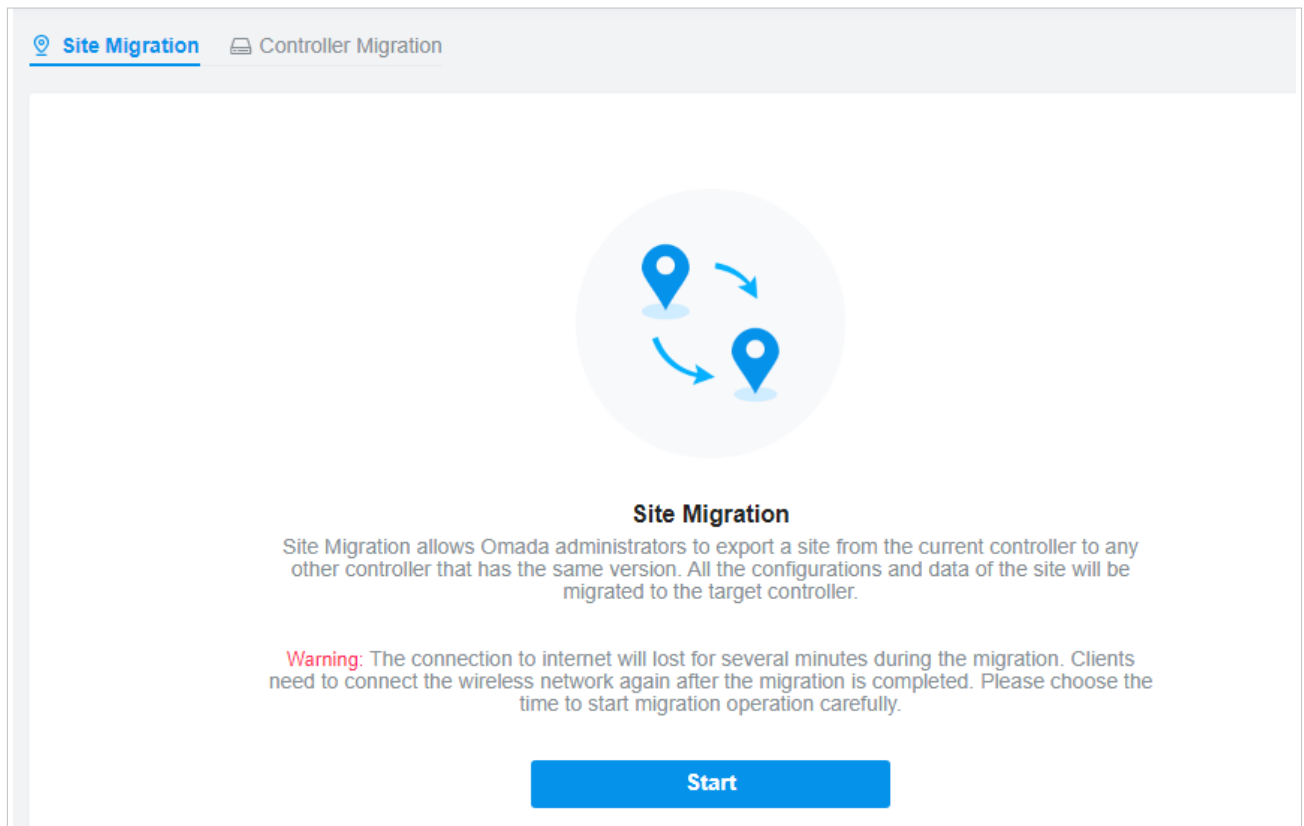 Site Migration
Controller Migration
Site Migration
Site Migration allows Omada administrators to export a site from the current controller to any
other controller that has the same version. All the configurations and data of the site will be
migrated to the target controller.
Warning: The connection to internet will lost for several minutes during the migration. Clients
need to connect the wireless network again after the migration is completed. Please choose the
time to start migration operation carefully.
Start